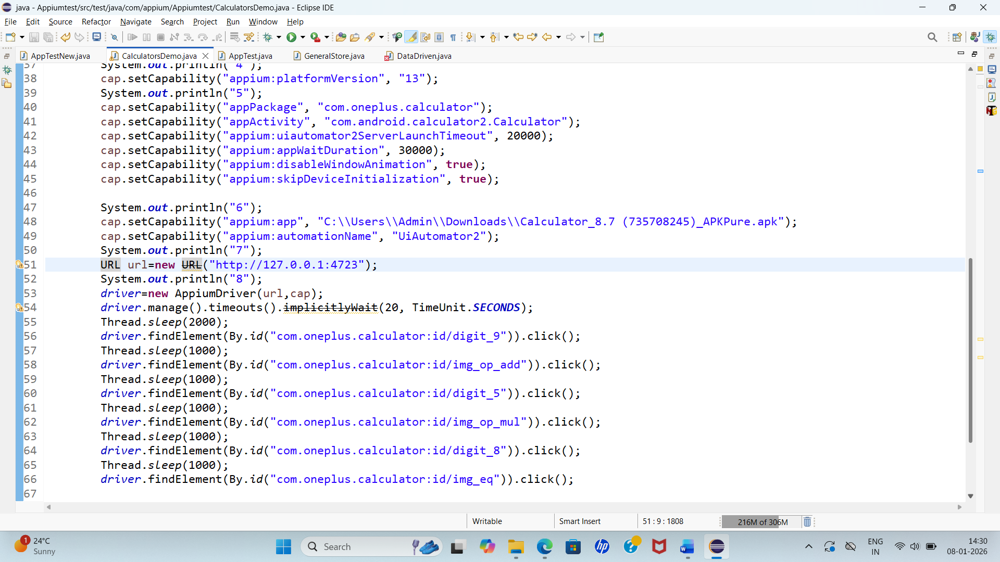 java - Appiumtest/src/test/java/com/appium/Appiumtest/CalculatorsDemo.java - Eclipse IDE
File Edit Source Refactor Navigate Search Project Run Window Help
AppTestNew.java CalculatorsDemo.java AppTest.java GeneralStore.java DataDriven.java
37 System.out.println("4");
38 cap.setCapability("appium:platformVersion", "13");
39 System.out.println("5");
40 cap.setCapability("appPackage", "com.oneplus.calculator");
41 cap.setCapability("appActivity", "com.android.calculator2.Calculator");
42 cap.setCapability("appium:uiautomator2ServerLaunchTimeout", 20000);
43 cap.setCapability("appium:appWaitDuration", 30000);
44 cap.setCapability("appium:disableWindowAnimation", true);
45 cap.setCapability("appium:skipDeviceInitialization", true);
46
47 System.out.println("6");
48 cap.setCapability("appium:app", "C:\\Users\\Admin\\Downloads\\Calculator_8.7 (735708245)_APKPure.apk");
49 cap.setCapability("appium:automationName", "UiAutomator2");
50 System.out.println("7");
51 URL url=new URL("http://127.0.0.1:4723");
52 System.out.println("8");
53 driver=new AppiumDriver(url,cap);
54 driver.manage().timeouts().implicitlyWait(20, TimeUnit.SECONDS);
55 Thread.sleep(2000);
56 driver.findElement(By.id("com.oneplus.calculator:id/digit_9")).click();
57 Thread.sleep(1000);
58 driver.findElement(By.id("com.oneplus.calculator:id/img_op_add")).click();
59 Thread.sleep(1000);
60 driver.findElement(By.id("com.oneplus.calculator:id/digit_5")).click();
61 Thread.sleep(1000);
62 driver.findElement(By.id("com.oneplus.calculator:id/img_op_mul")).click();
63 Thread.sleep(1000);
64 driver.findElement(By.id("com.oneplus.calculator:id/digit_8")).click();
65 Thread.sleep(1000);
66 driver.findElement(By.id("com.oneplus.calculator:id/img_eq")).click();
67
Writable Smart Insert 51 : 9 : 1808 216M of 306M
1 24°C
Sunny
Search
ENG
IN
14:30
08-01-2026